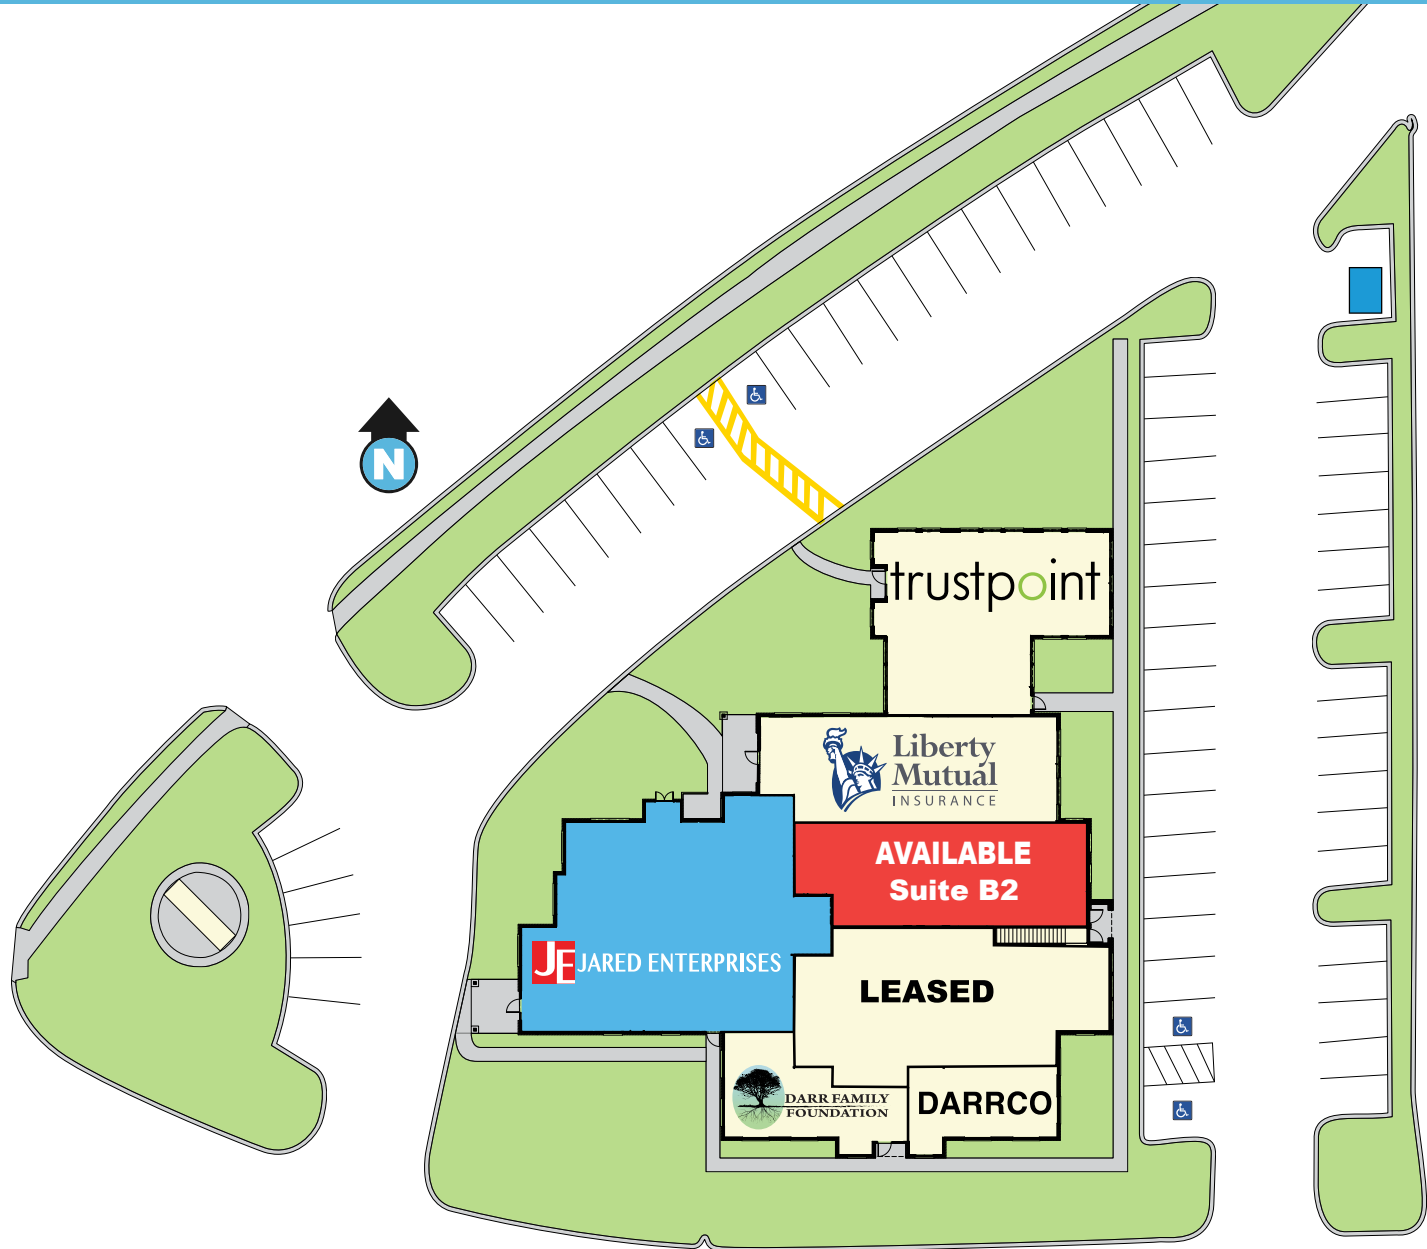 N
trustpoint
Liberty
Mutual
INSURANCE
AVAILABLE
Suite B2
JE JARED ENTERPRISES
LEASED
DARR FAMILY
FOUNDATION
DARRCO